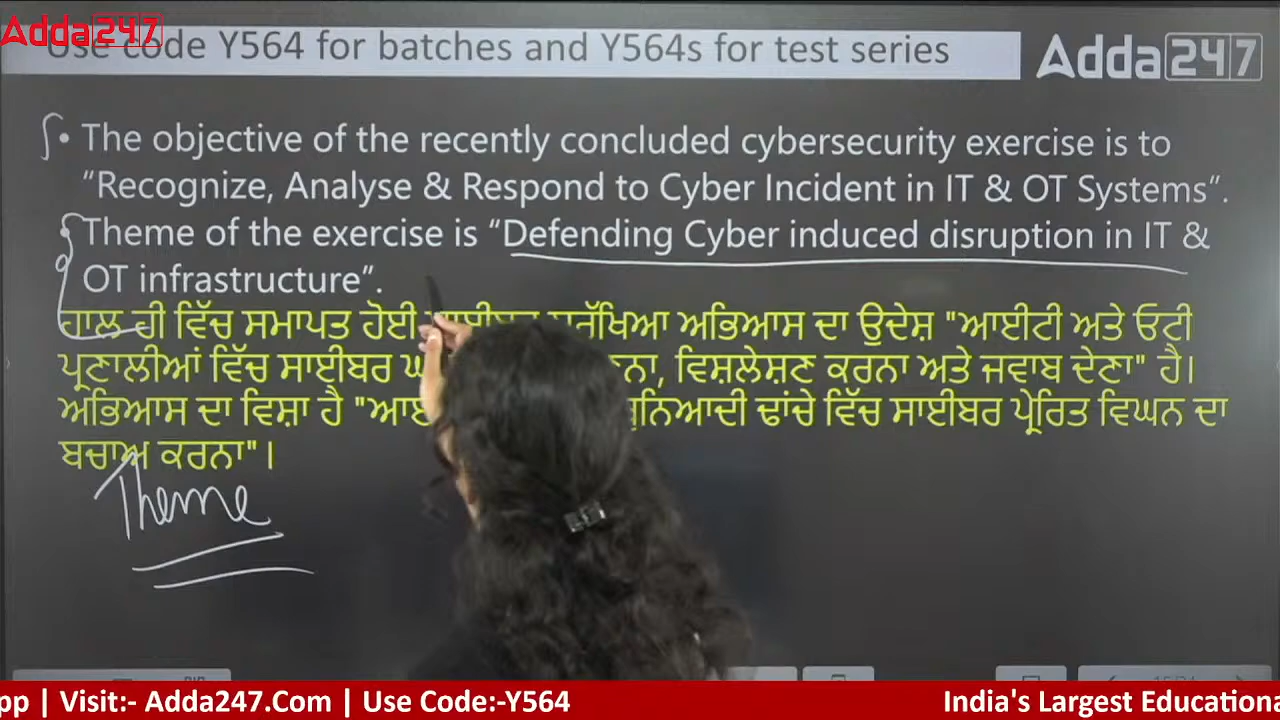 Adda247
Use code Y564 for batches and Y564s for test series
Adda247
• The objective of the recently concluded cybersecurity exercise is to
“Recognize, Analyse & Respond to Cyber Incident in IT & OT Systems”.
Theme of the exercise is “Defending Cyber induced disruption in IT &
OT infrastructure”.
ਹਾਲ ਹੀ ਵਿੱਚ ਸਮਾਪਤ ਹੋਈ ਅਭਿਆਸ ਦਾ ਉਦੇਸ਼ "ਆਈਟੀ ਅਤੇ ਓਟੀ
ਪ੍ਰਣਾਲੀਆਂ ਵਿੱਚ ਸਾਈਬਰ ਵਿਸ਼ਲੇਸ਼ਣ ਕਰਨਾ ਅਤੇ ਜਵਾਬ ਦੇਣਾ" ਹੈ।
ਅਭਿਆਸ ਦਾ ਵਿਸ਼ਾ ਹੈ ਢਾਂਚੇ ਵਿੱਚ ਸਾਈਬਰ ਪ੍ਰੇਰਿਤ ਵਿਘਨ ਦਾ
ਬਚਾਅ ਕਰਨਾ"।
Theme
pp | Visit:- Adda247.Com | Use Code:-Y564 India's Largest Educationa